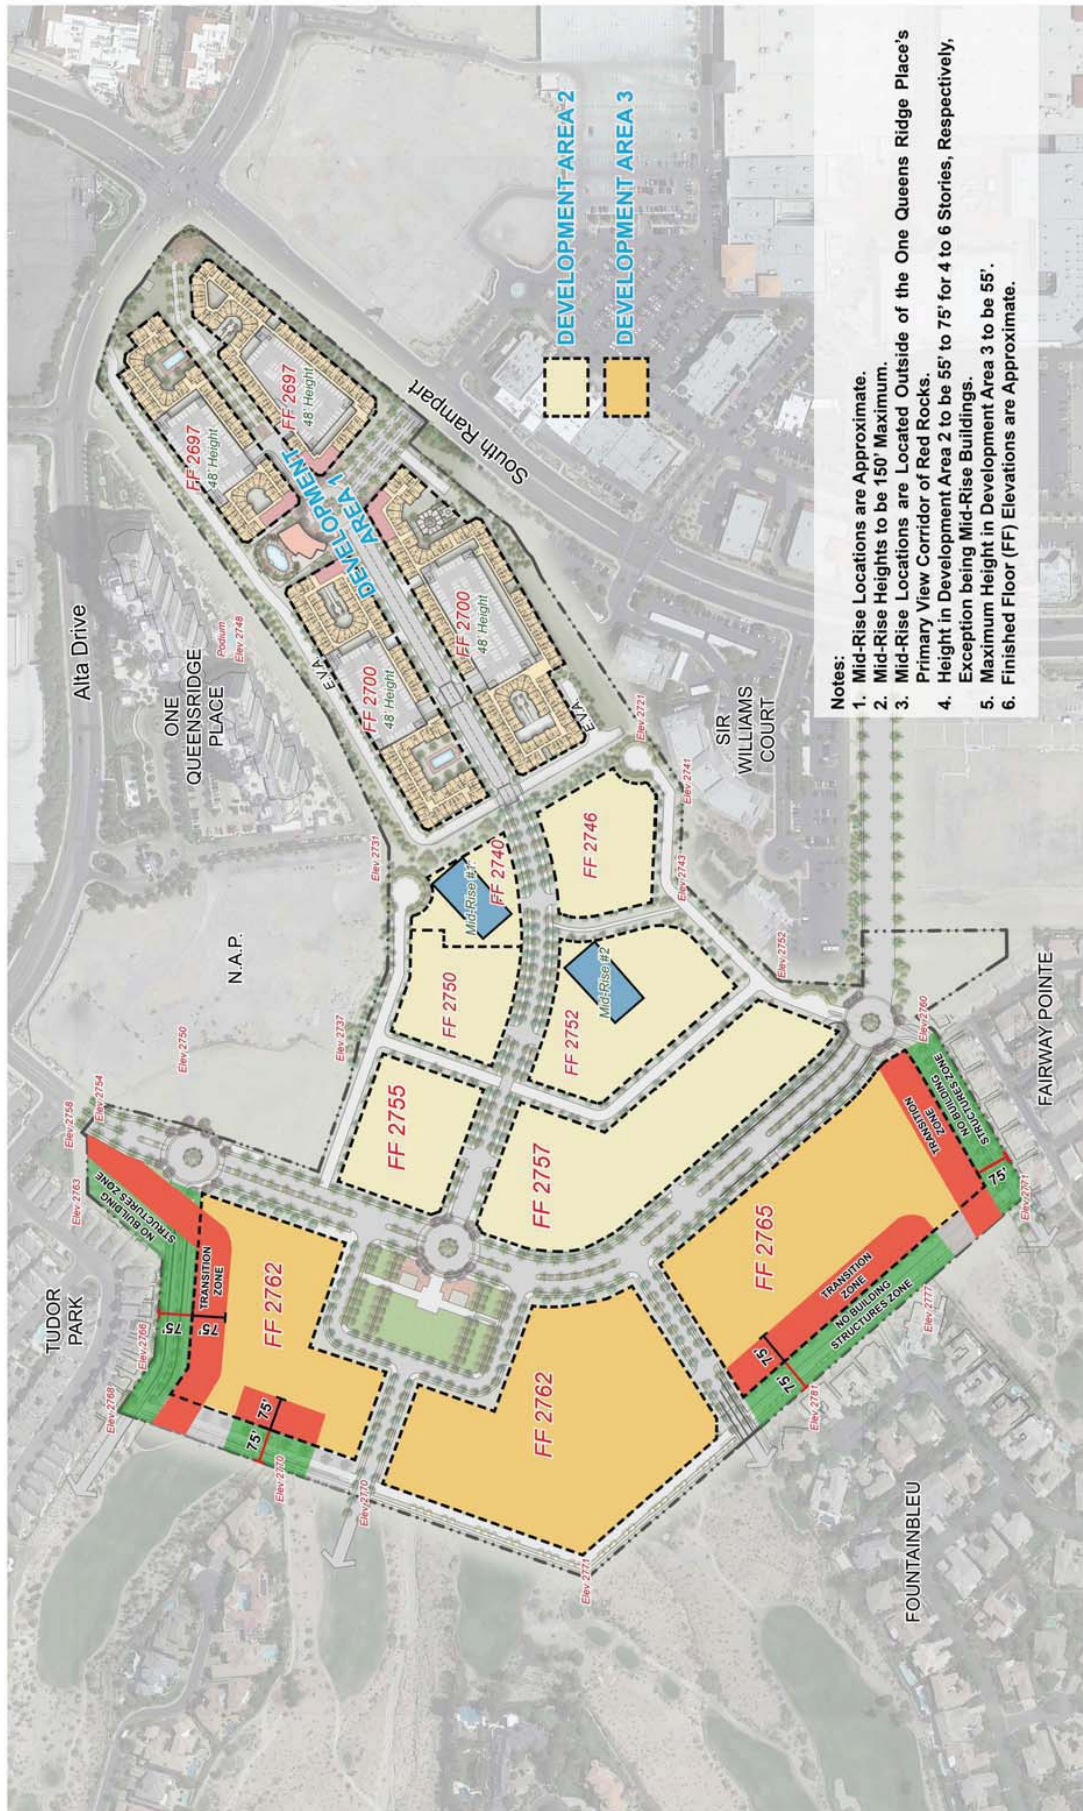 Alta Drive
ONE
QUEENSRIDGE
PLACE
Podium
Elev 2748
N.A.P.
TUDOR
PARK
Elev 2768
Elev 2766
Elev 2763
Elev 2758
Elev 2754
Elev 2750
Elev 2737
Elev 2731
E.V.A.
FF 2697
48' Height
FF 2697
48' Height
DEVELOPMENT
AREA 1
FF 2700
48' Height
FF 2700
48' Height
E.V.A.
South Rampart
DEVELOPMENT AREA 2
DEVELOPMENT AREA 3
NO BUILDING
STRUCTURES ZONE
TRANSITION
ZONE
75'
75'
75'
75'
Elev 2770
Elev 2770
FF 2762
FF 2755
FF 2750
Mid-Rise #1
FF 2740
FF 2746
Elev 2721
Elev 2741
Elev 2743
SIR
WILLIAMS
COURT
FF 2752
Mid-Rise #2
Elev 2752
FF 2757
FF 2762
Elev 2771
FF 2765
TRANSITION
ZONE
NO BUILDING
STRUCTURES ZONE
75'
75'
Elev 2781
Elev 2777
TRANSITION
ZONE
NO BUILDING
STRUCTURES ZONE
75'
Elev 2760
Elev 2771
FAIRWAY POINTE
FOUNTAINBLEU
Notes:
1. Mid-Rise Locations are Approximate.
2. Mid-Rise Heights to be 150' Maximum.
3. Mid-Rise Locations are Located Outside of the One Queens Ridge Place's
Primary View Corridor of Red Rocks.
4. Height in Development Area 2 to be 55' to 75' for 4 to 6 Stories, Respectively,
Exception being Mid-Rise Buildings.
5. Maximum Height in Development Area 3 to be 55'.
6. Finished Floor (FF) Elevations are Approximate.